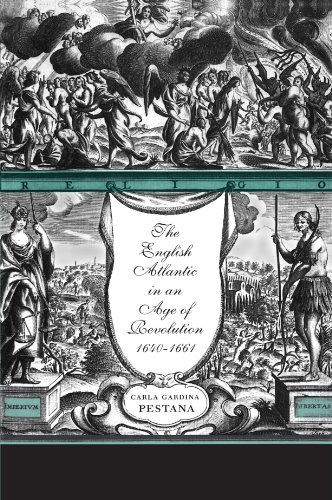 RELIGIO
The
English
Atlantic
in an
Age of
Revolution
1640–1661
CARLA GARDINA
PESTANA
IMPERIVM
LIBERTAS